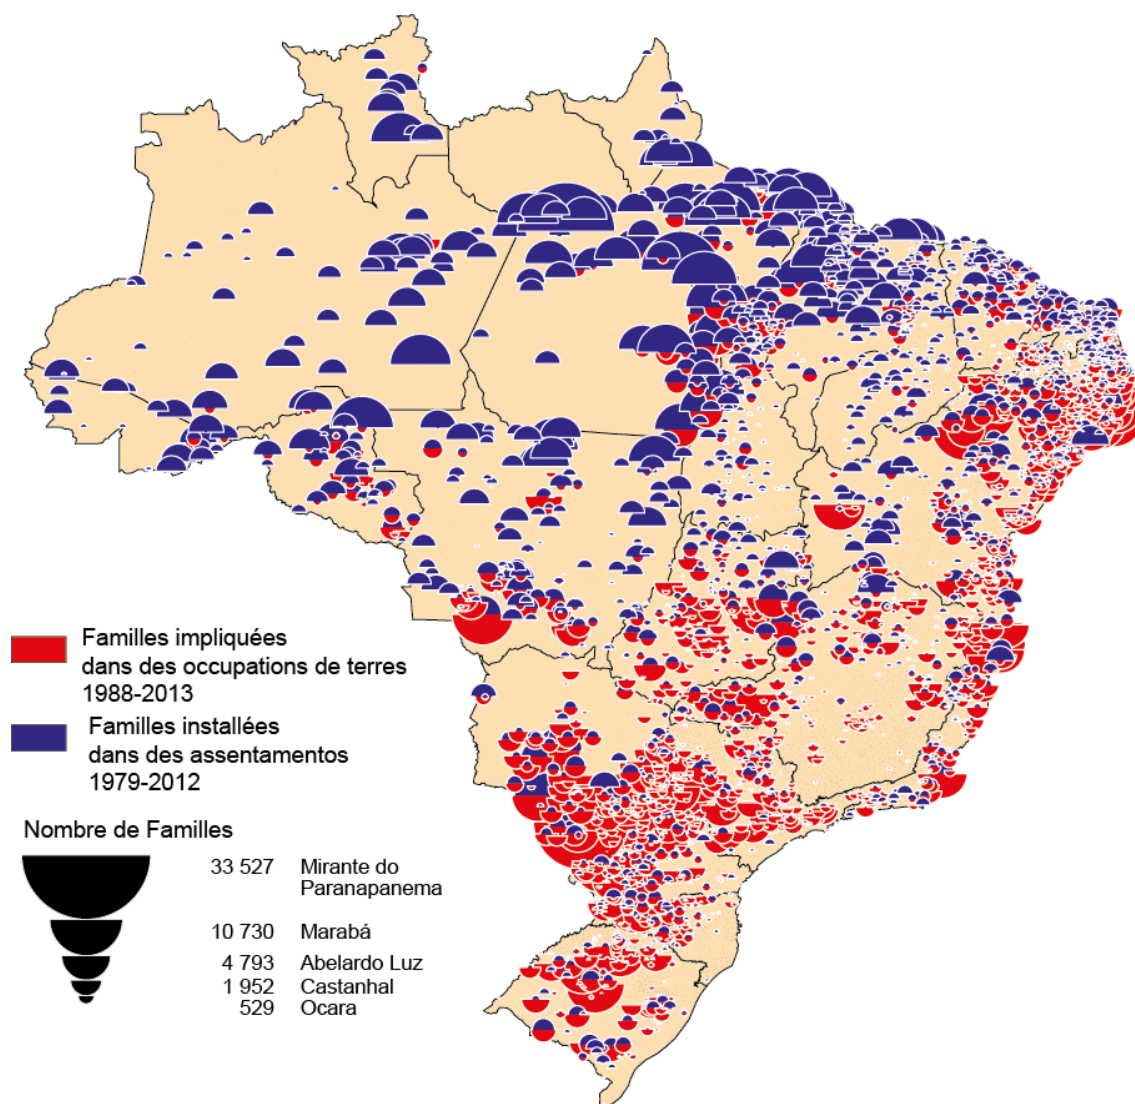 Familles impliquées
dans des occupations de terres
1988-2013
Familles installées
dans des assentamentos
1979-2012
Nombre de Familles
33 527 Mirante do
Paranapanema
10 730 Marabá
4 793 Abelardo Luz
1 952 Castanhal
529 Ocara